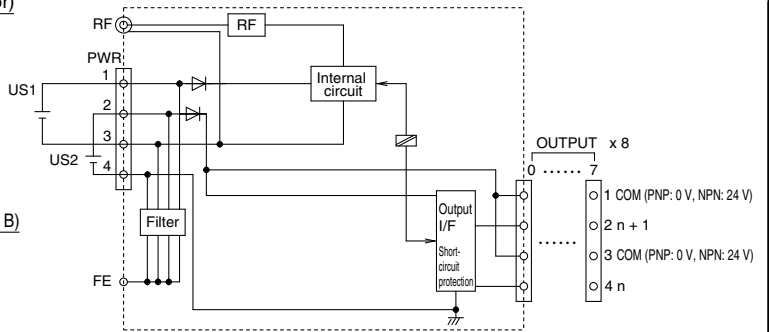 or)
RF
RF
PWR
1
Internal
circuit
US1
2
3
US2
4
OUTPUT x 8
0 ...... 7
1 COM (PNP: 0 V, NPN: 24 V)
2 n + 1
3 COM (PNP: 0 V, NPN: 24 V)
4 n
......
Output
I/F
Short-
circuit
protection
B)
Filter
FE